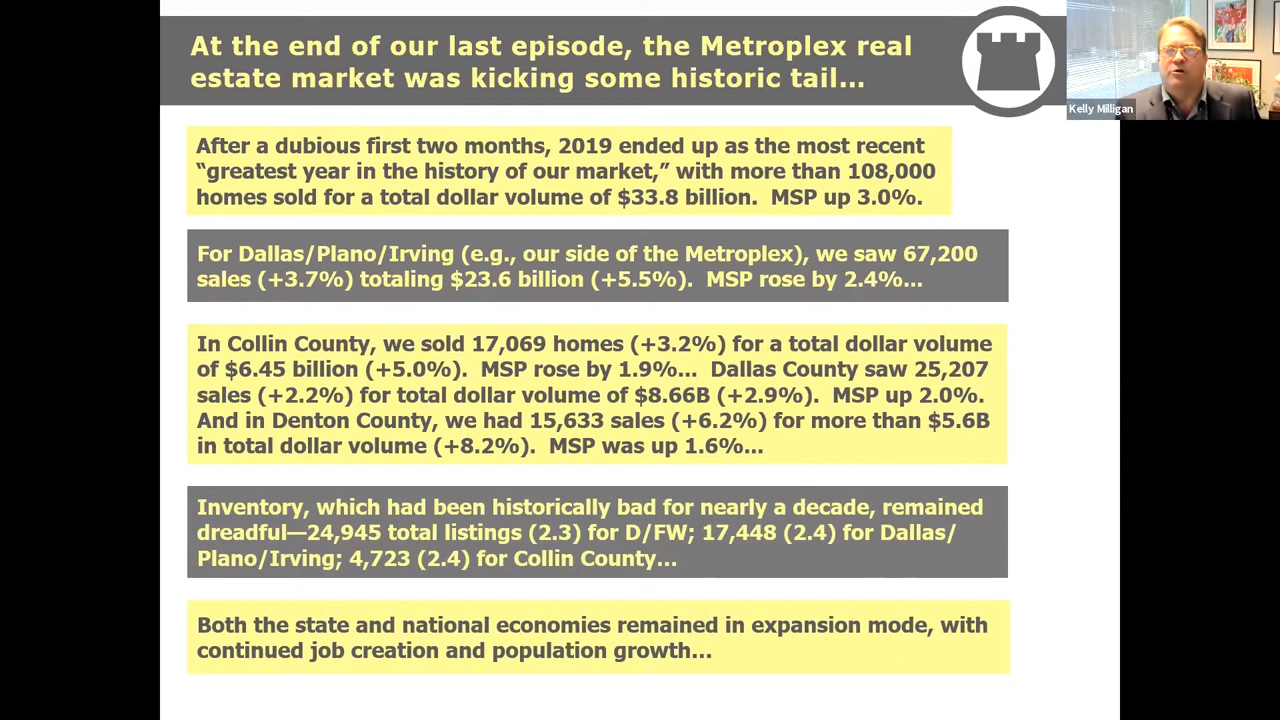 At the end of our last episode, the Metroplex real
estate market was kicking some historic tail…
Kelly Milligan
After a dubious first two months, 2019 ended up as the most recent
“greatest year in the history of our market,” with more than 108,000
homes sold for a total dollar volume of $33.8 billion.  MSP up 3.0%.
For Dallas/Plano/Irving (e.g., our side of the Metroplex), we saw 67,200
sales (+3.7%) totaling $23.6 billion (+5.5%).  MSP rose by 2.4%…
In Collin County, we sold 17,069 homes (+3.2%) for a total dollar volume
of $6.45 billion (+5.0%).  MSP rose by 1.9%…  Dallas County saw 25,207
sales (+2.2%) for total dollar volume of $8.66B (+2.9%).  MSP up 2.0%.
And in Denton County, we had 15,633 sales (+6.2%) for more than $5.6B
in total dollar volume (+8.2%).  MSP was up 1.6%…
Inventory, which had been historically bad for nearly a decade, remained
dreadful—24,945 total listings (2.3) for D/FW; 17,448 (2.4) for Dallas/
Plano/Irving; 4,723 (2.4) for Collin County…
Both the state and national economies remained in expansion mode, with
continued job creation and population growth…